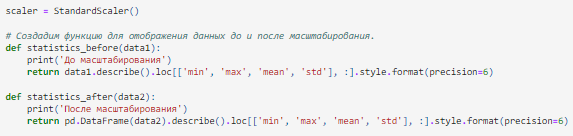 scaler = StandardScaler()
# Создадим функцию для отображения данных до и после масштабирования.
def statistics_before(data1):
print('До масштабирования')
return data1.describe().loc[['min', 'max', 'mean', 'std'], :].style.format(precision=6)
def statistics_after(data2):
print('После масштабирования')
return pd.DataFrame(data2).describe().loc[['min', 'max', 'mean', 'std'], :].style.format(precision=6)